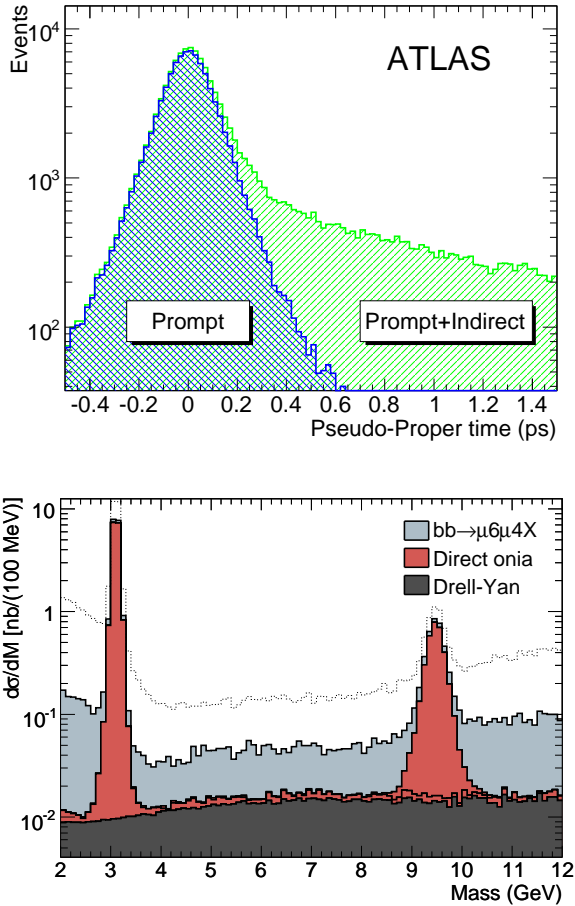 Events
ATLAS
10⁴
10³
10²
Prompt
Prompt+Indirect
-0.4 -0.2 0 0.2 0.4 0.6 0.8 1 1.2 1.4
Pseudo-Proper time (ps)
dσ/dM [nb/(100 MeV)]
10
1
10⁻¹
10⁻²
bb→μ6μ4X
Direct onia
Drell-Yan
2 3 4 5 6 7 8 9 10 11 12
Mass (GeV)